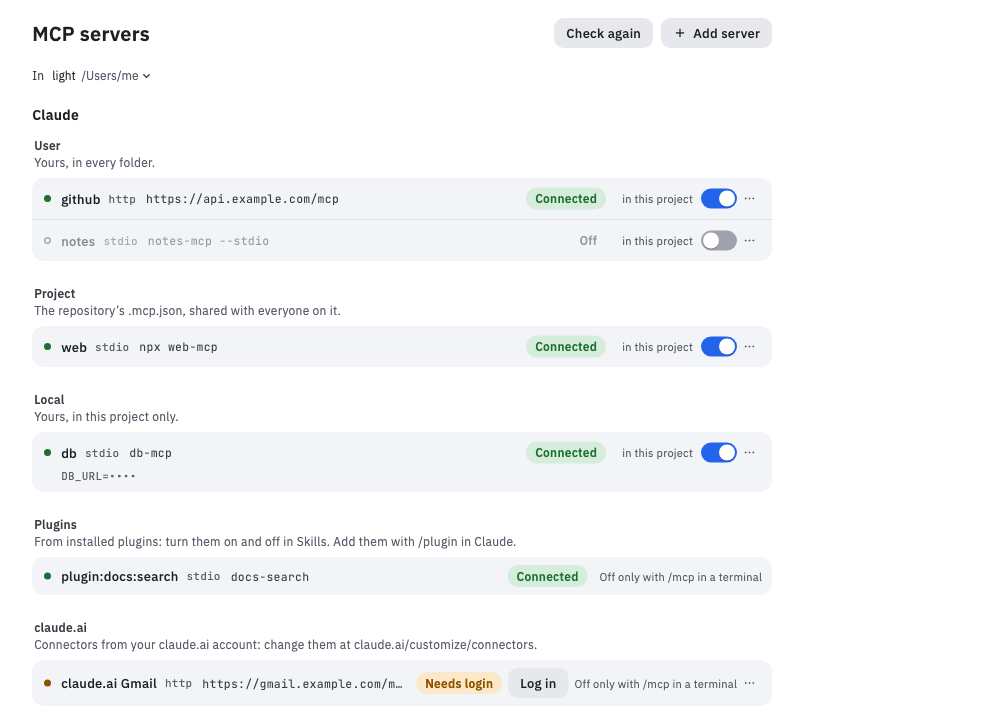 MCP servers
Check again
+ Add server
In light /Users/me
Claude
User
Yours, in every folder.
github http https://api.example.com/mcp Connected in this project ···
notes stdio notes-mcp --stdio Off in this project ···
Project
The repository’s .mcp.json, shared with everyone on it.
web stdio npx web-mcp Connected in this project ···
Local
Yours, in this project only.
db stdio db-mcp Connected in this project ···
DB_URL=••••
Plugins
From installed plugins: turn them on and off in Skills. Add them with /plugin in Claude.
plugin:docs:search stdio docs-search Connected Off only with /mcp in a terminal
claude.ai
Connectors from your claude.ai account: change them at claude.ai/customize/connectors.
claude.ai Gmail http https://gmail.example.com/m… Needs login Log in Off only with /mcp in a terminal ···